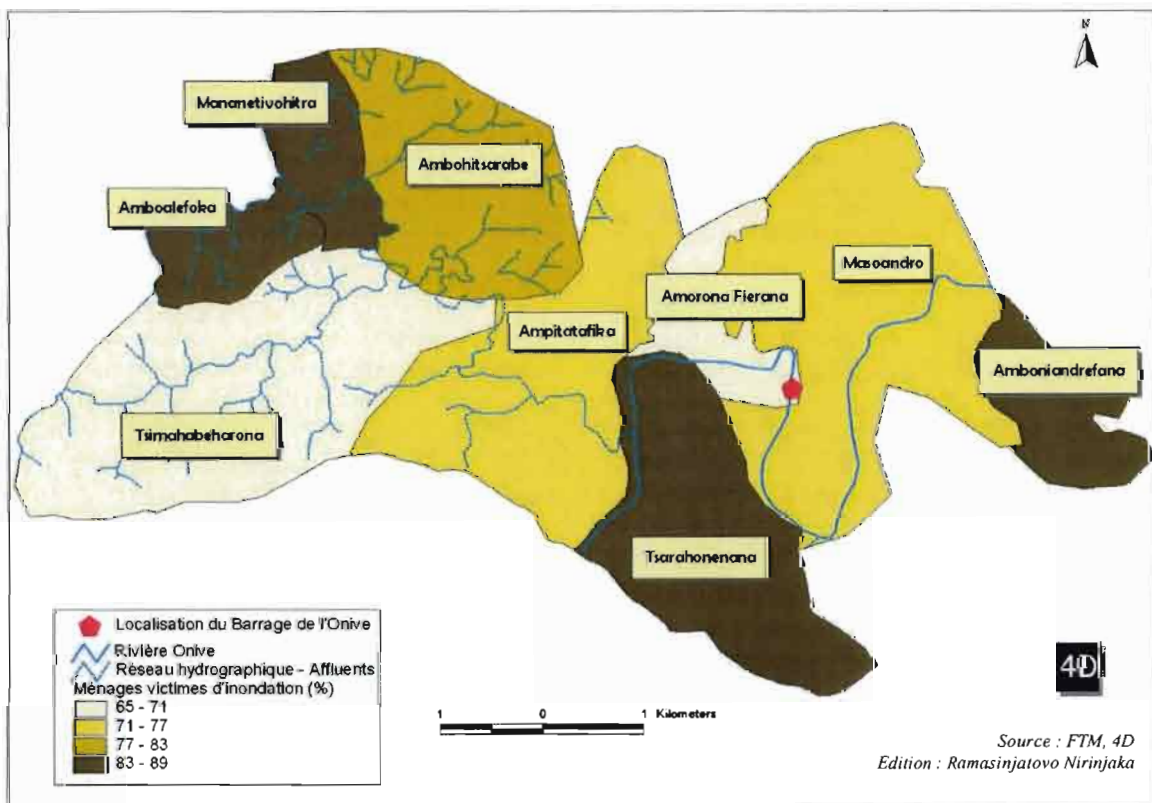 N
Mananetivohitra
Ambohitsarabe
Amboalefoka
Masoandro
Amorona Fierana
Ampitatafika
Amboniandrefana
Tsimahabeharona
Tsarahonenana
Localisation du Barrage de l'Onive
Rivière Onive
Réseau hydrographique - Affluents
Ménages victimes d'inondation (%)
65 - 71
71 - 77
77 - 83
83 - 89
1 0 1 Kilometers
4D
Source : FTM, 4D
Edition : Ramasinjatovo Nirinjaka